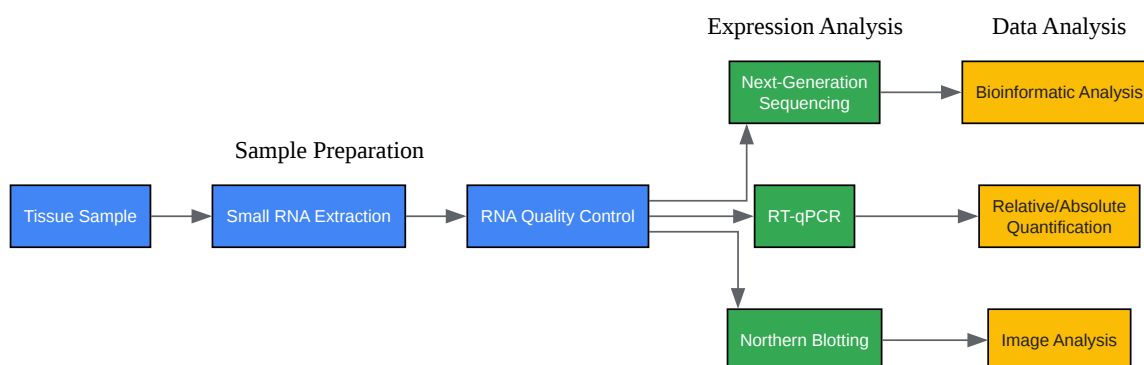 Expression Analysis
Data Analysis
Next-Generation
Sequencing
Bioinformatic Analysis
Sample Preparation
Tissue Sample
Small RNA Extraction
RNA Quality Control
RT-qPCR
Relative/Absolute
Quantification
Northern Blotting
Image Analysis